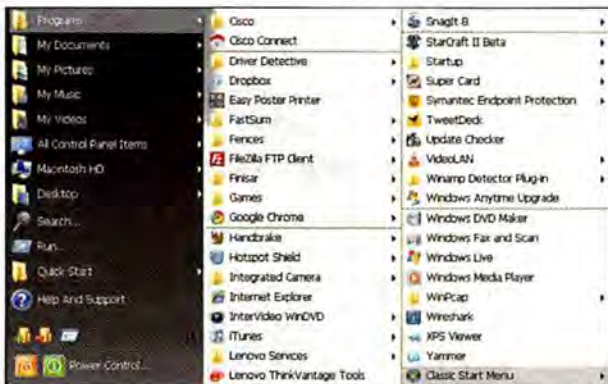 Programs
My Documents
My Pictures
My Music
My Videos
All Control Panel Items
Macintosh HD
Desktop
Search...
Run...
Quick Start
Help And Support
Power Control...
Cisco
Cisco Connect
Driver Detective
Dropbox
Easy Poster Printer
FastSum
Fences
FileZilla FTP Client
Finisar
Games
Google Chrome
Handbrake
Hotspot Shield
Integrated Camera
Internet Explorer
InterVideo WinDVD
iTunes
Lenovo Services
Lenovo ThinkVantage Tools
SnagIt 8
StarCraft II Beta
Startup
Super Card
Symantec Endpoint Protection
TweetDeck
Update Checker
VideoLAN
Winamp Detector Plug-in
Windows Anytime Upgrade
Windows DVD Maker
Windows Fax and Scan
Windows Live
Windows Media Player
WinPcap
Wireshark
XPS Viewer
Yammer
Classic Start Menu